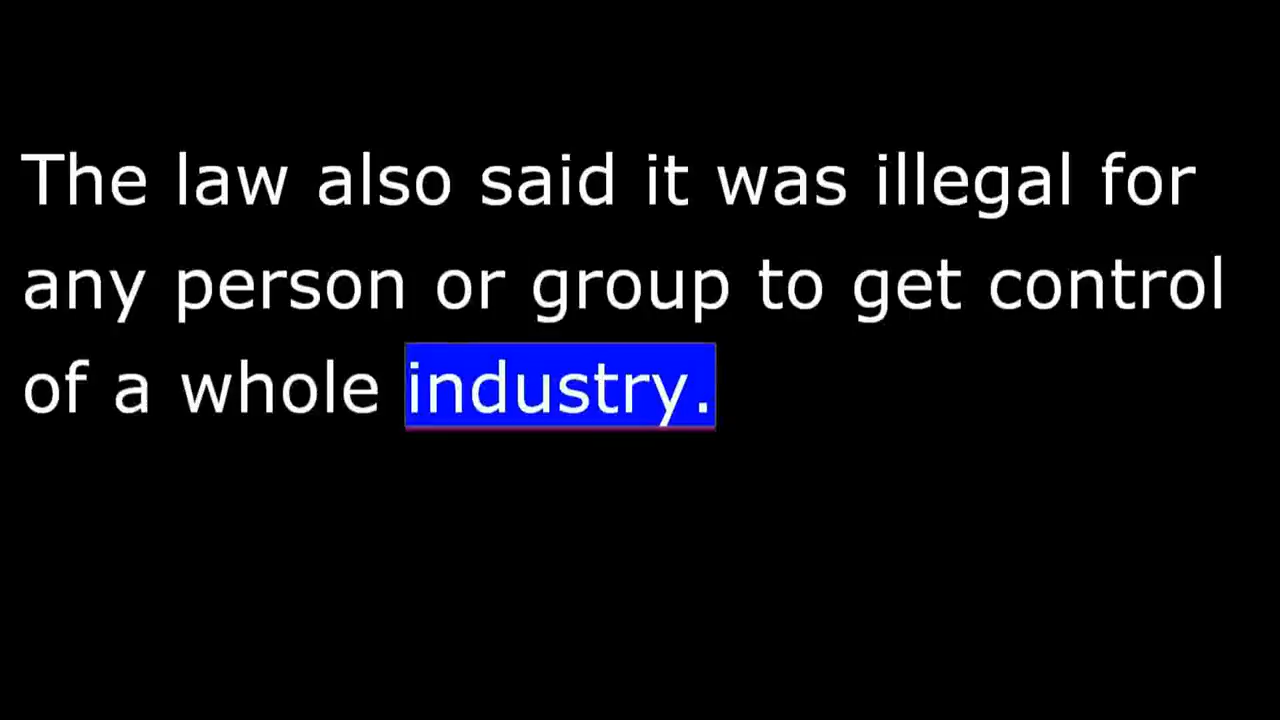 The law also said it was illegal for
any person or group to get control
of a whole industry.